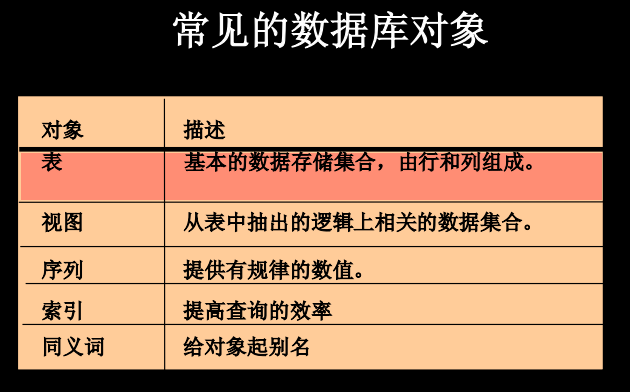 常见的数据库对象
对象 描述
表 基本的数据存储集合，由行和列组成。
视图 从表中抽出的逻辑上相关的数据集合。
序列 提供有规律的数值。
索引 提高查询的效率
同义词 给对象起别名